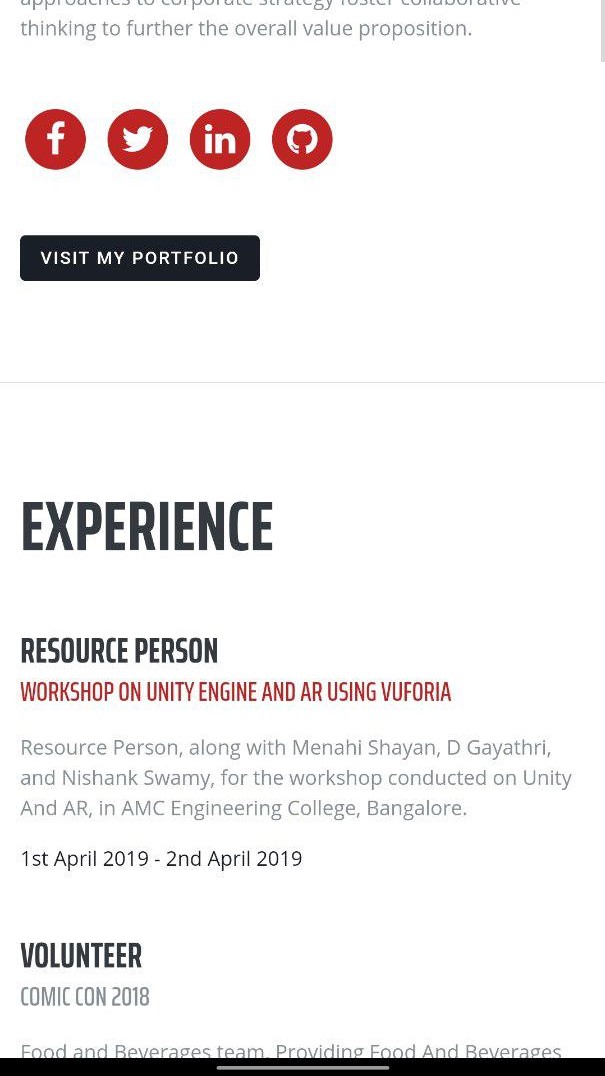 approaches to corporate strategy foster collaborative
thinking to further the overall value proposition.
VISIT MY PORTFOLIO
EXPERIENCE
RESOURCE PERSON
WORKSHOP ON UNITY ENGINE AND AR USING VUFORIA
Resource Person, along with Menahi Shayan, D Gayathri,
and Nishank Swamy, for the workshop conducted on Unity
And AR, in AMC Engineering College, Bangalore.
1st April 2019 - 2nd April 2019
VOLUNTEER
COMIC CON 2018
Food and Beverages team. Providing Food And Beverages